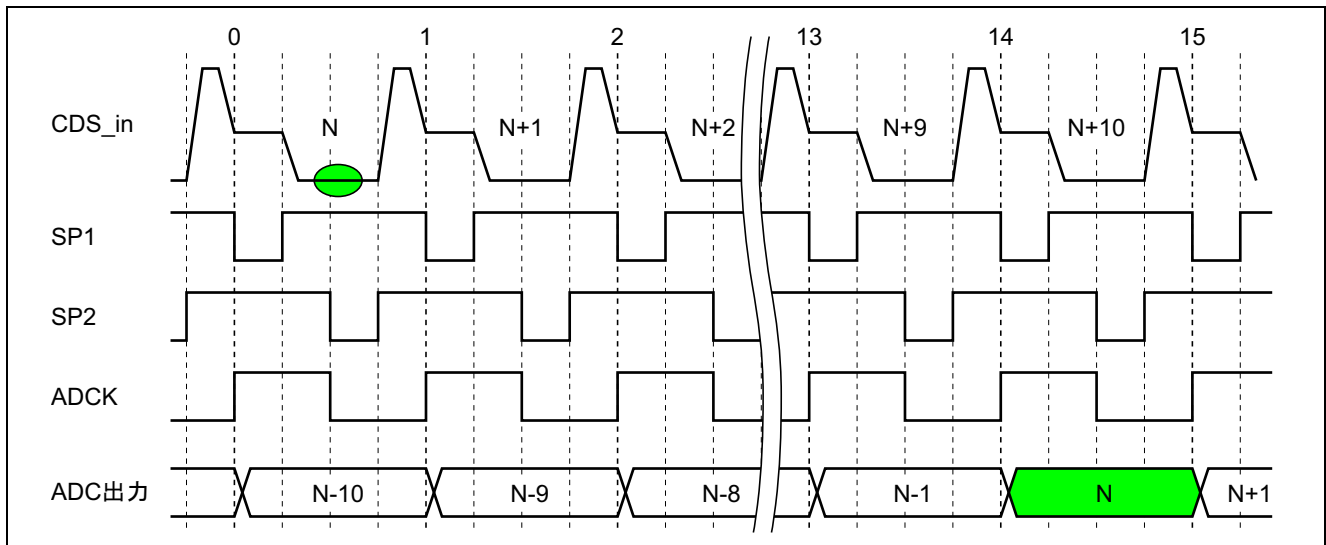 0 1 2 13 14 15
CDS_in N N+1 N+2 N+9 N+10
SP1
SP2
ADCK
ADC出力 N-10 N-9 N-8 N-1 N N+1